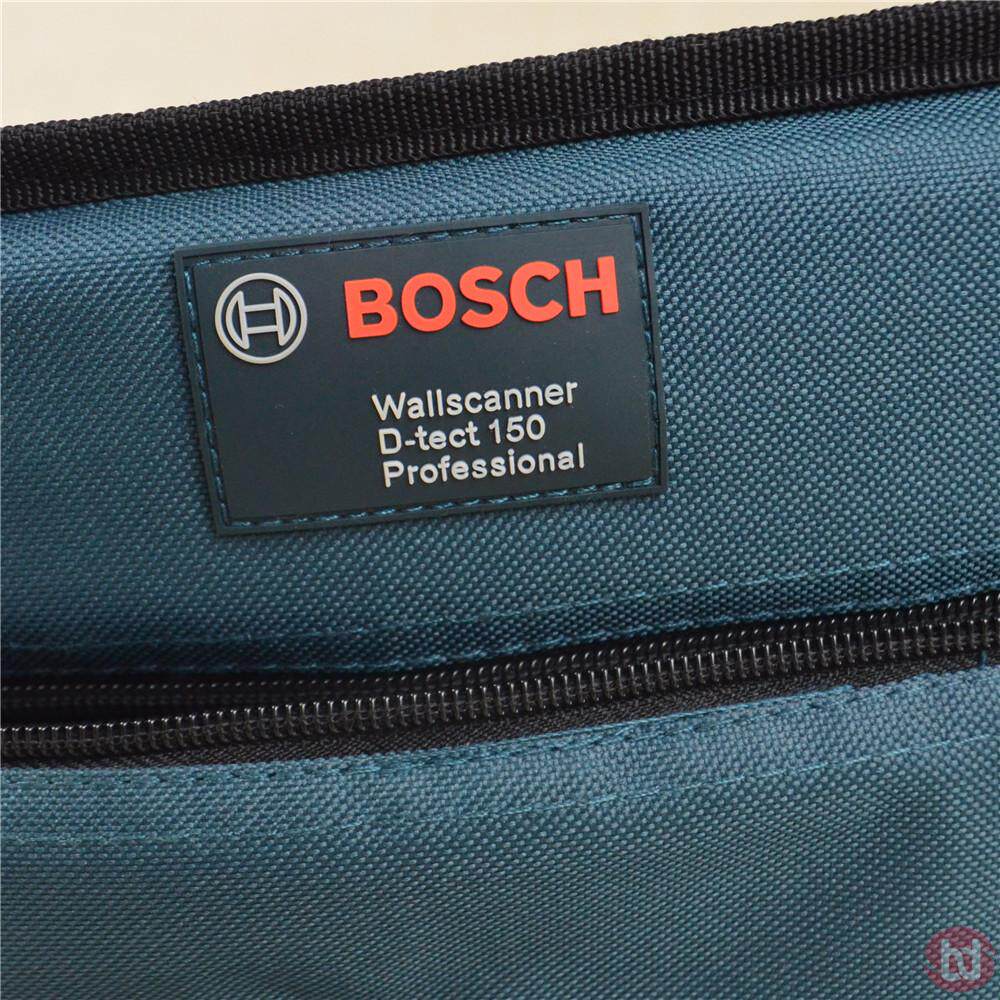 BOSCH
Wallscanner
D-tect 150
Professional